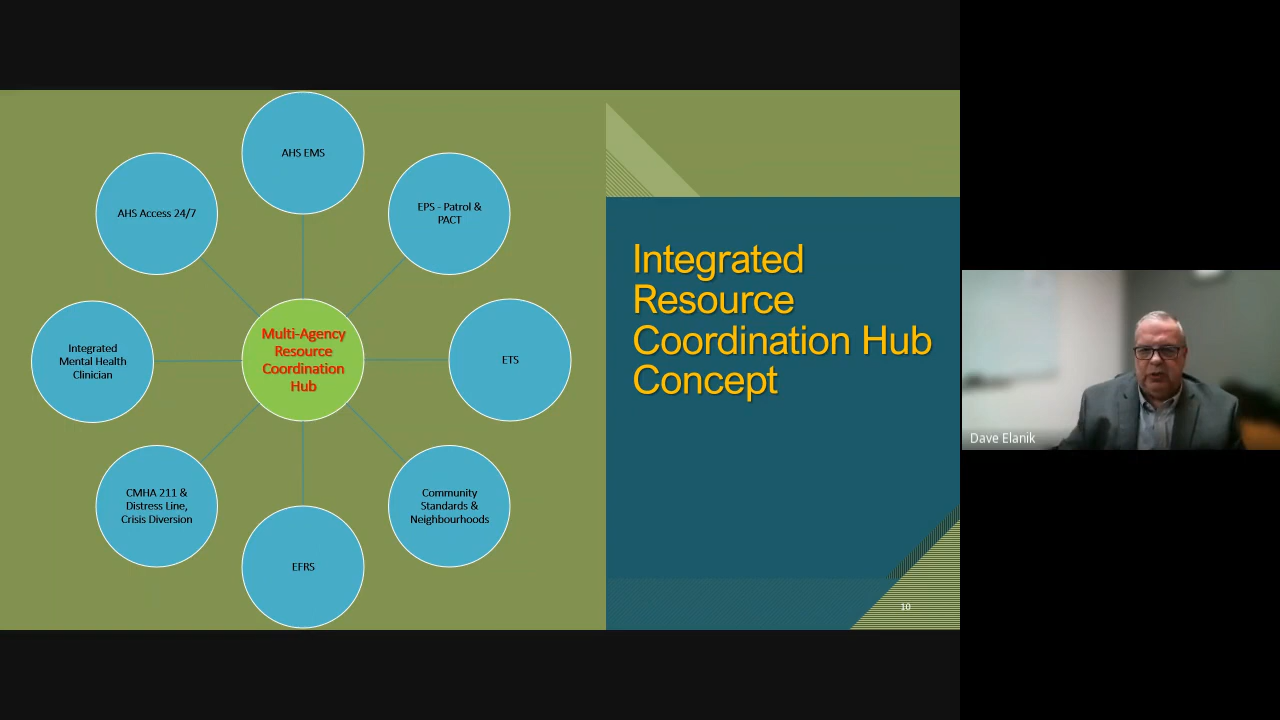 AHS EMS
EPS - Patrol &
PACT
ETS
Community
Standards &
Neighbourhoods
EFRS
CMHA 211 &
Distress Line,
Crisis Diversion
Integrated
Mental Health
Clinician
AHS Access 24/7
Multi-Agency
Resource
Coordination
Hub
Integrated
Resource
Coordination Hub
Concept
10
Dave Elanik